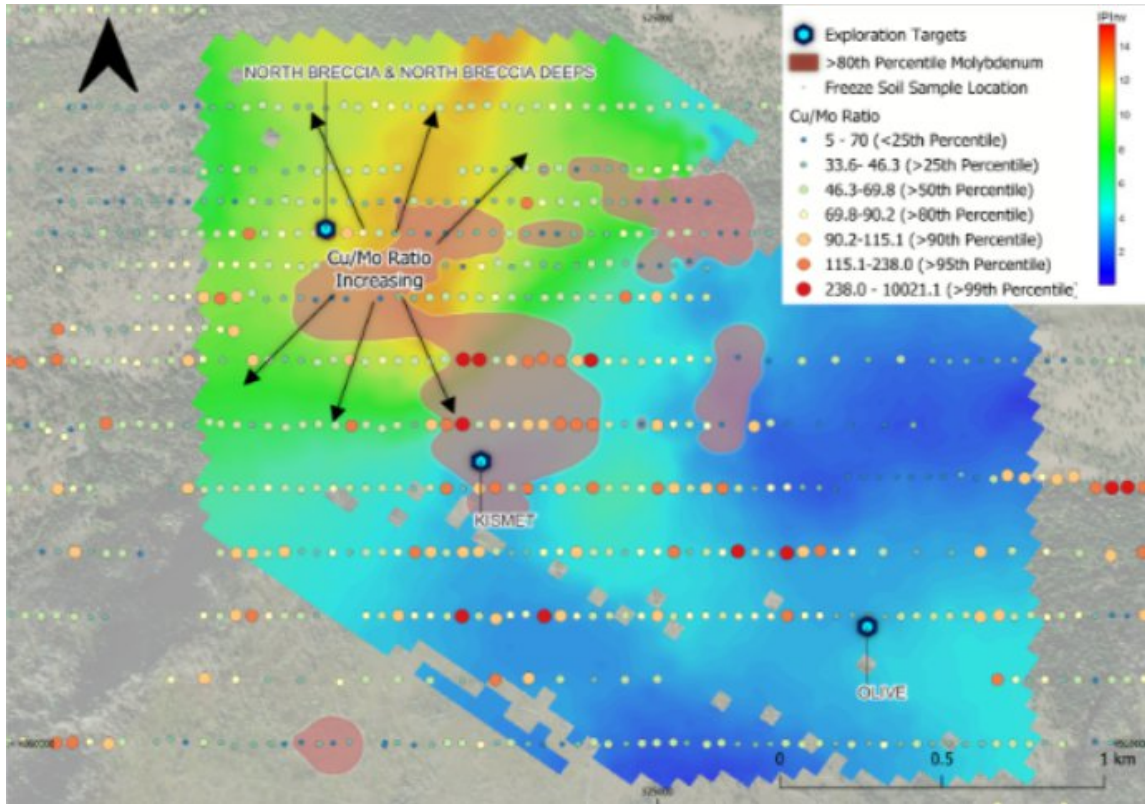 525000
NORTH BRECCIA & NORTH BRECCIA DEEPS
Cu/Mo Ratio
Increasing
KISMET
OLIVE
525000
0
0.5
1 km
Exploration Targets
>80th Percentile Molybdenum
Freeze Soil Sample Location
Cu/Mo Ratio
5 - 70 (<25th Percentile)
33.6- 46.3 (>25th Percentile)
46.3-69.8 (>50th Percentile)
69.8-90.2 (>80th Percentile)
90.2-115.1 (>90th Percentile)
115.1-238.0 (>95th Percentile)
238.0 - 10021.1 (>99th Percentile)
IPInv
14
12
10
8
6
4
2